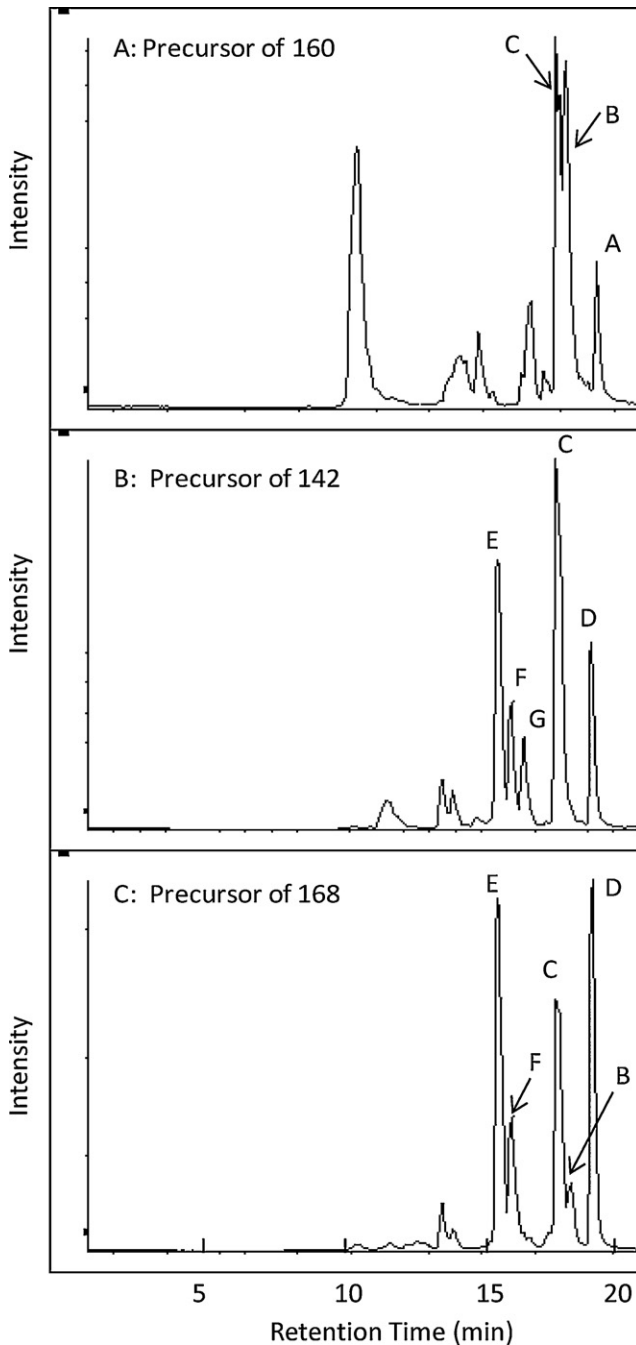 A: Precursor of 160
C
B
A
Intensity
B: Precursor of 142
C
E
D
F
G
Intensity
C: Precursor of 168
E
D
C
F
B
Intensity
5 10 15 20
Retention Time (min)